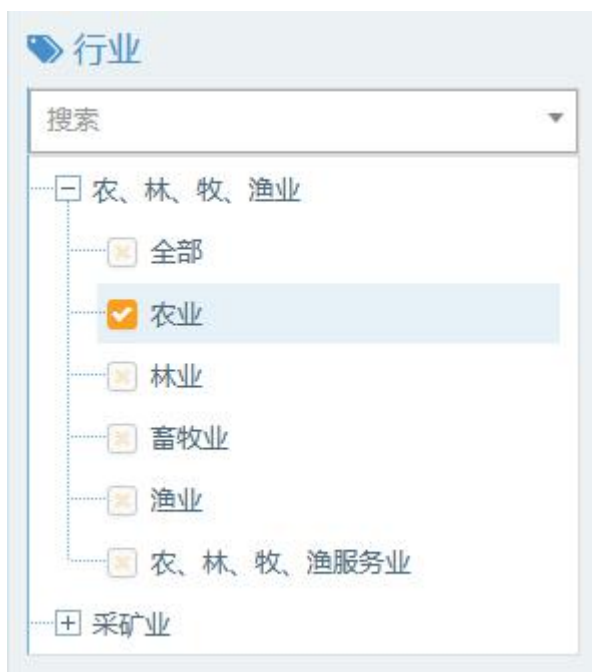 行业
搜索
农、林、牧、渔业
全部
农业
林业
畜牧业
渔业
农、林、牧、渔服务业
采矿业